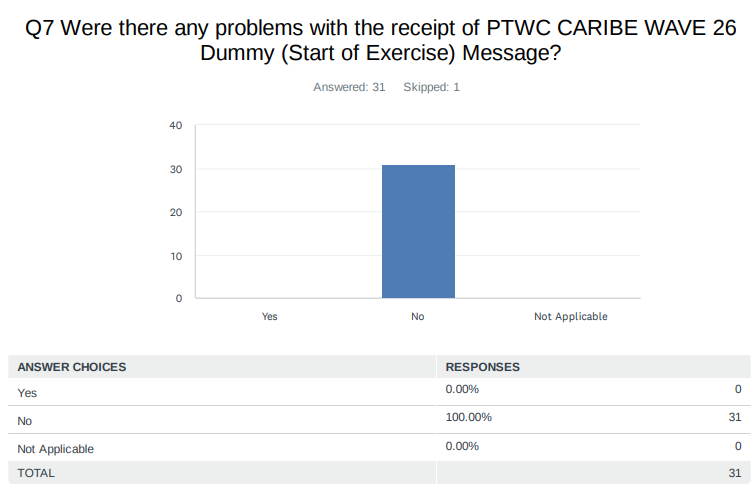 Q7 Were there any problems with the receipt of PTWC CARIBE WAVE 26
Dummy (Start of Exercise) Message?
Answered: 31 Skipped: 1
40
30
20
10
0
Yes No Not Applicable
ANSWER CHOICES RESPONSES
Yes 0.00% 0
No 100.00% 31
Not Applicable 0.00% 0
TOTAL 31